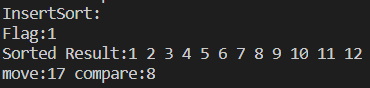 InsertSort:
Flag:1
Sorted Result:1 2 3 4 5 6 7 8 9 10 11 12
move:17 compare:8